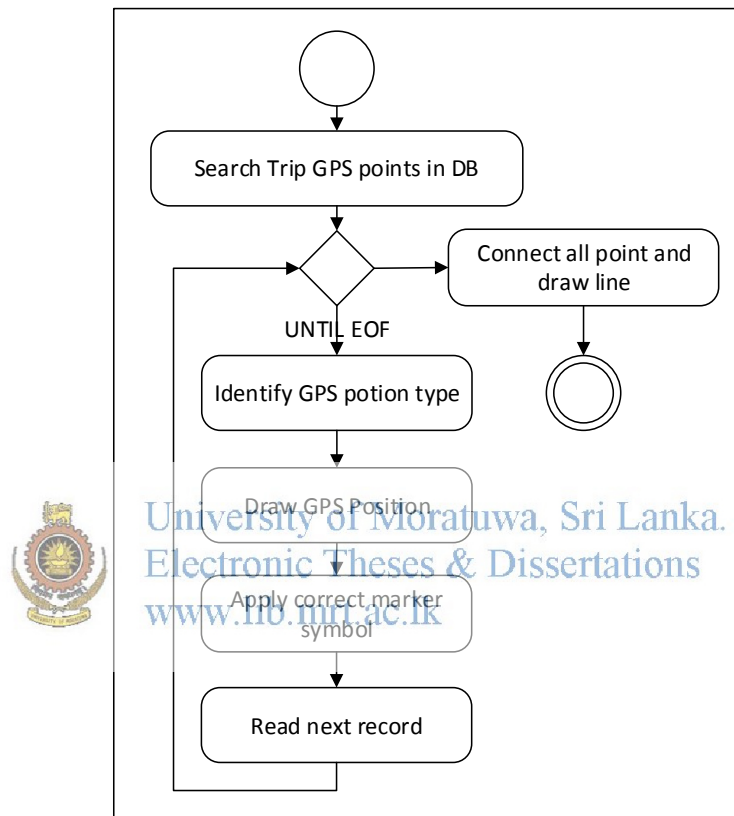 Search Trip GPS points in DB
Connect all point and
draw line
UNTIL EOF
Identify GPS potion type
Draw GPS Position
University of Moratuwa, Sri Lanka.
Electronic Theses & Dissertations
www.lib.mrt.ac.lk
Apply correct marker
symbol
Read next record